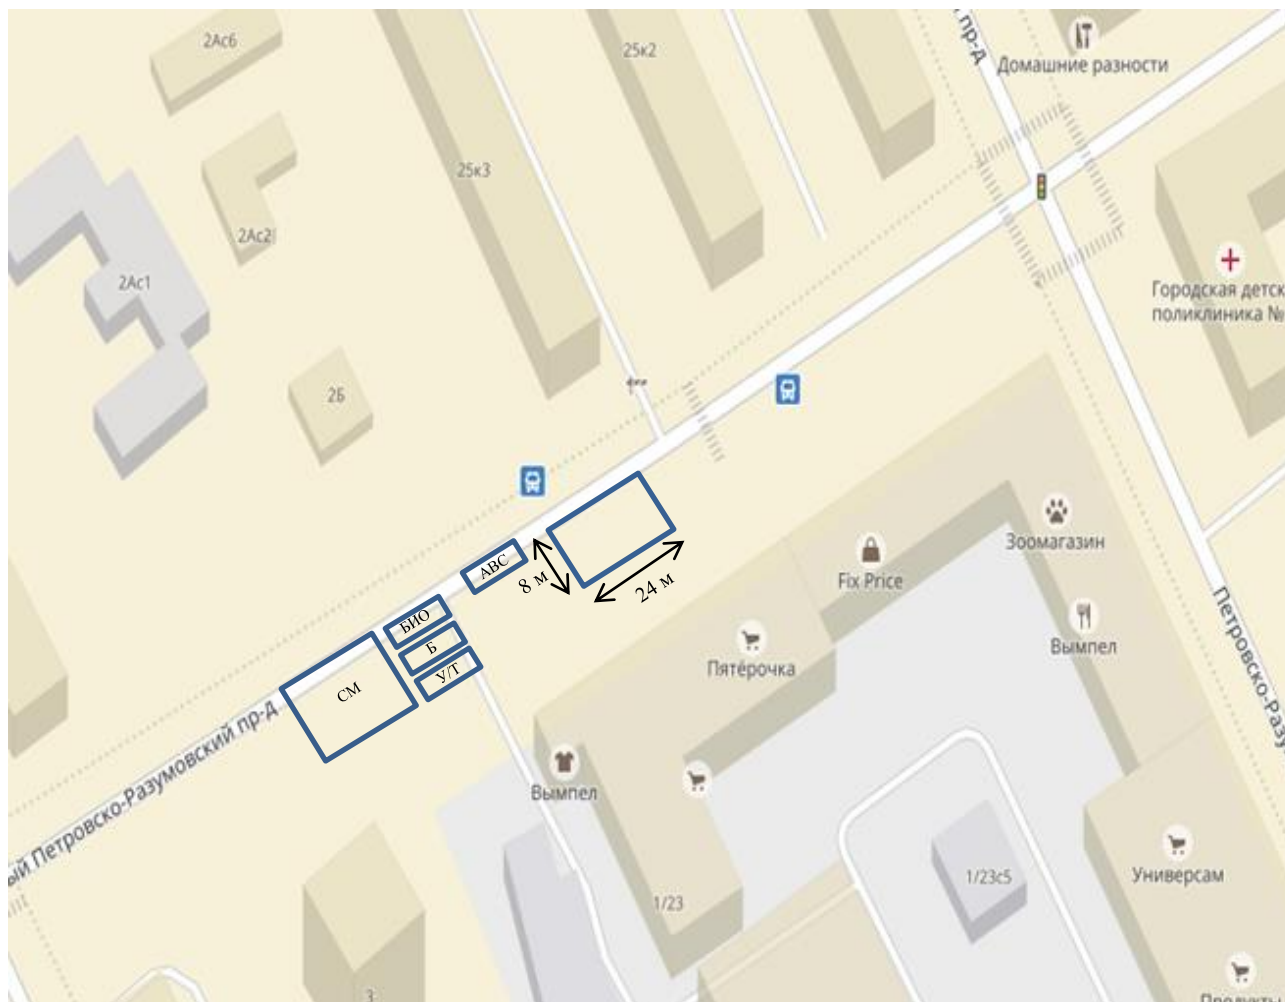 2Ас6
25к2
пр-д
Домашние разности
25к3
2Ас2
2Ас1
Городская детск
поликлиника №
2Б
Зоомагазин
АВС
8 м
24 м
Fix Price
БИО
Б
У/Т
Пятёрочка
Вымпел
СМ
Петровско-Разу
ый Петровско-Разумовский пр-д
Вымпел
1/23
1/23с5
Универсам
3
Продукты